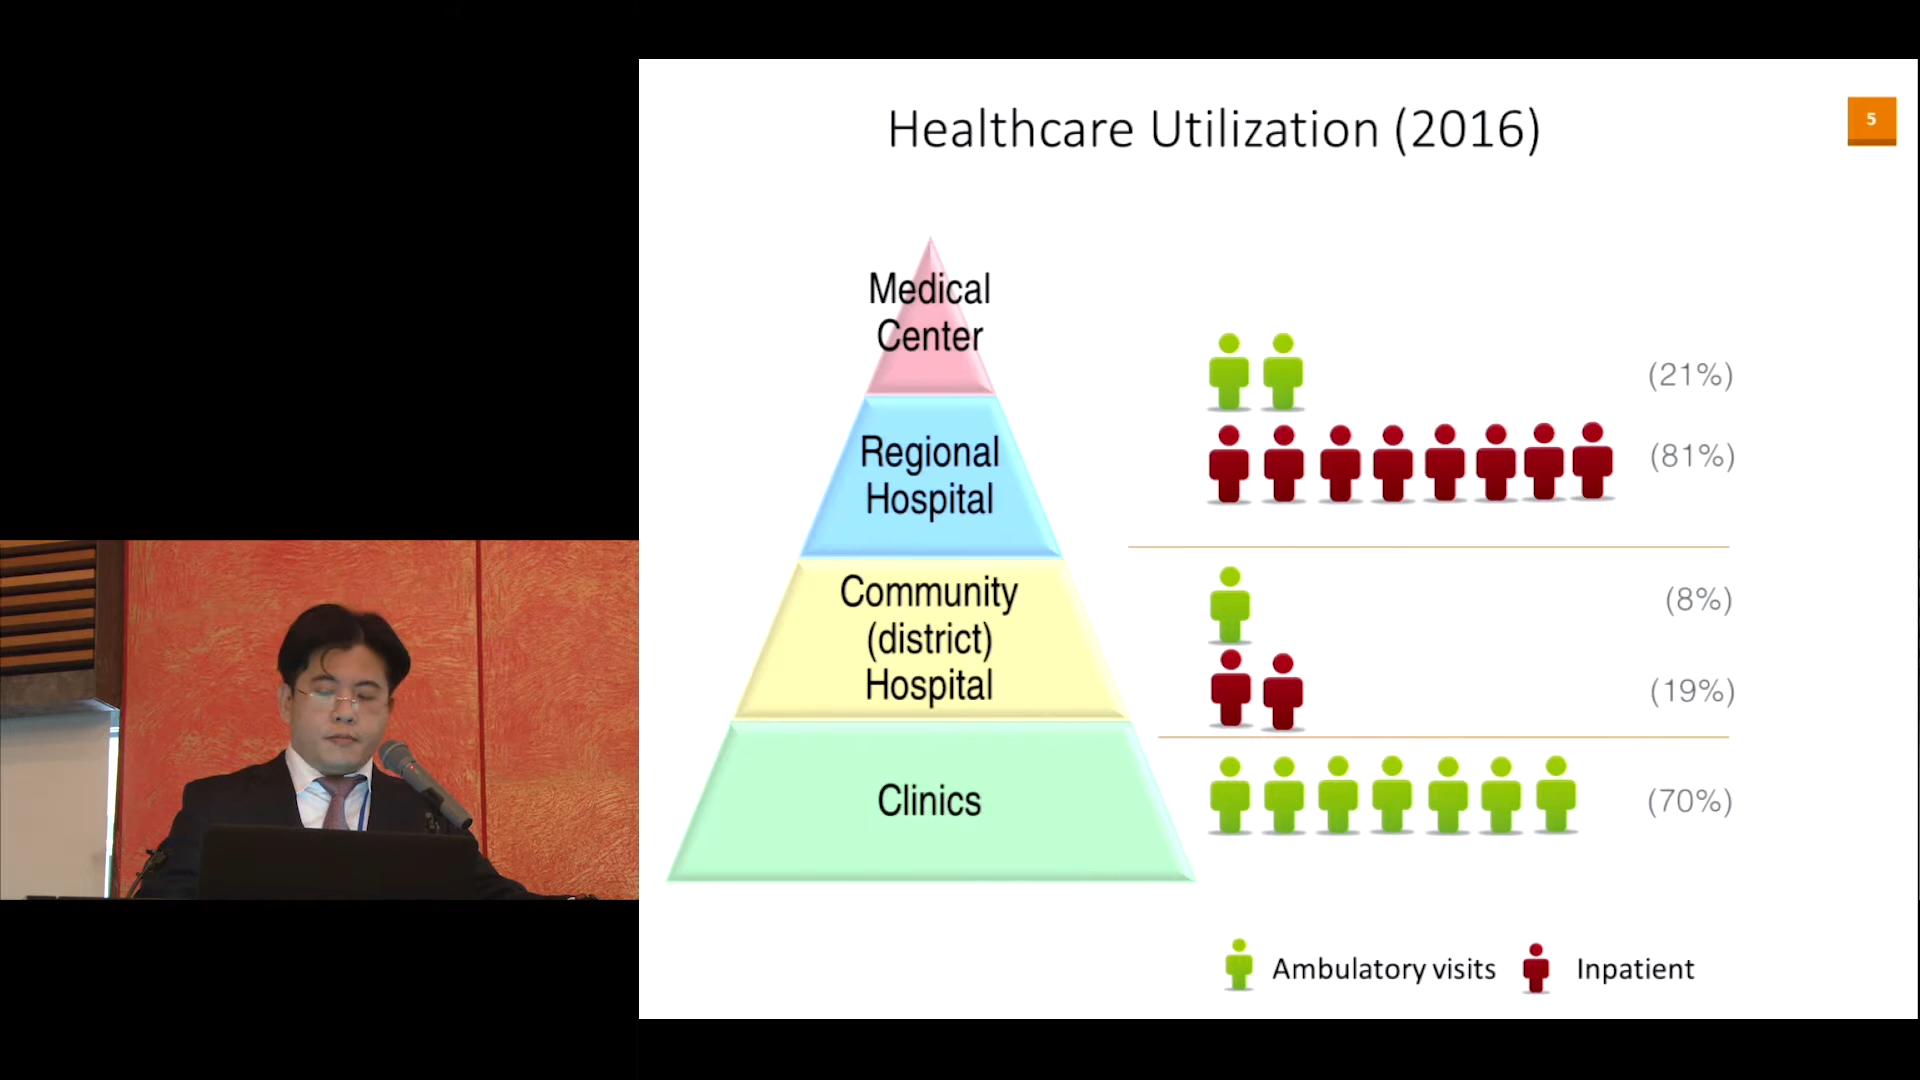 Healthcare Utilization (2016)
5
Medical
Center
Regional
Hospital
Community
(district)
Hospital
Clinics
(21%)
(81%)
(8%)
(19%)
(70%)
Ambulatory visits
Inpatient